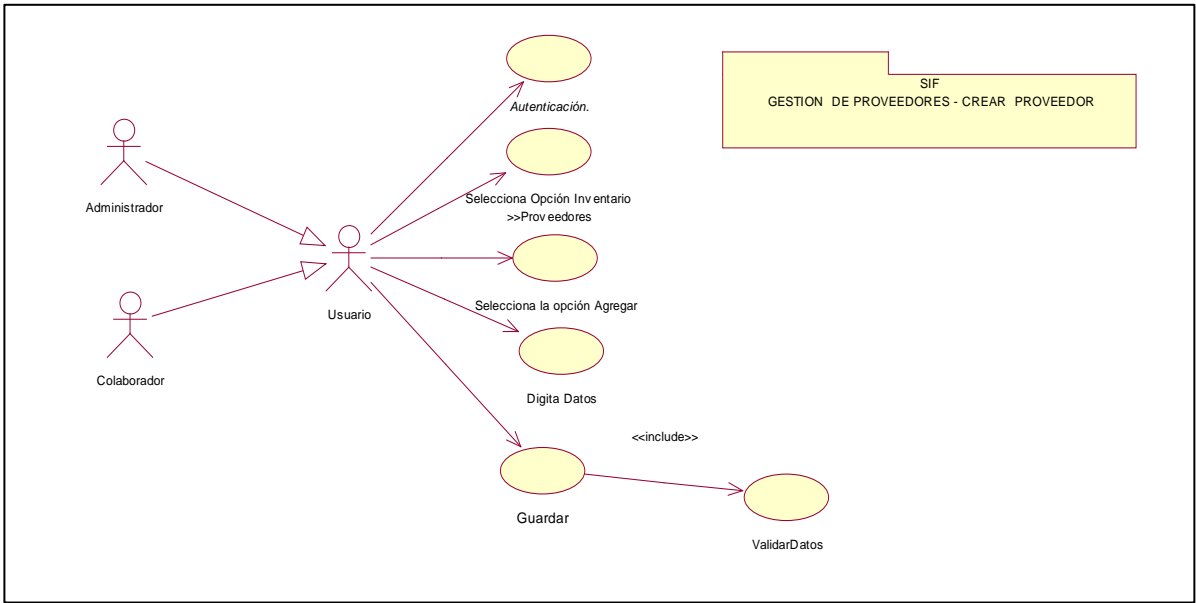 SIF
GESTION DE PROVEEDORES - CREAR PROVEEDOR
Autenticación.
Administrador
Selecciona Opción Inventario
>>Proveedores
Selecciona la opción Agregar
Usuario
Colaborador
Digita Datos
<<include>>
Guardar
ValidarDatos